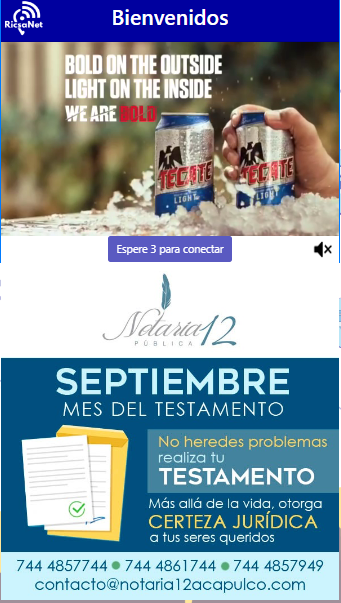 RicsaNet
Bienvenidos
BOLD ON THE OUTSIDE
LIGHT ON THE INSIDE
WE ARE BOLD
TECATE
LIGHT
TECATE
LIGHT
Espere 3 para conectar
Notaría 12
PÚBLICA
SEPTIEMBRE
MES DEL TESTAMENTO
No heredes problemas
realiza tu
TESTAMENTO
Más allá de la vida, otorga
CERTEZA JURÍDICA
a tus seres queridos
744 4857744 ● 744 4861744 ● 744 4857949
contacto@notaria12acapulco.com